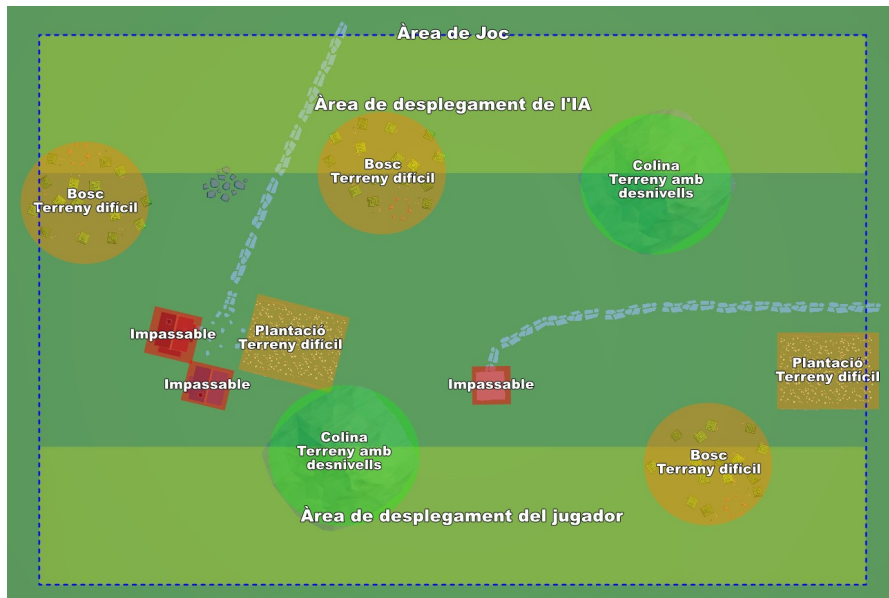 Àrea de Joc
Àrea de desplegament de l'IA
Bosc
Terreny difícil
Colina
Terreny amb
desnivells
Bosc
Terreny difícil
Impassable
Plantació
Terreny difícil
Impassable
Impassable
Plantació
Terreny difícil
Colina
Terreny amb
desnivells
Bosc
Terrany difícil
Àrea de desplegament del jugador